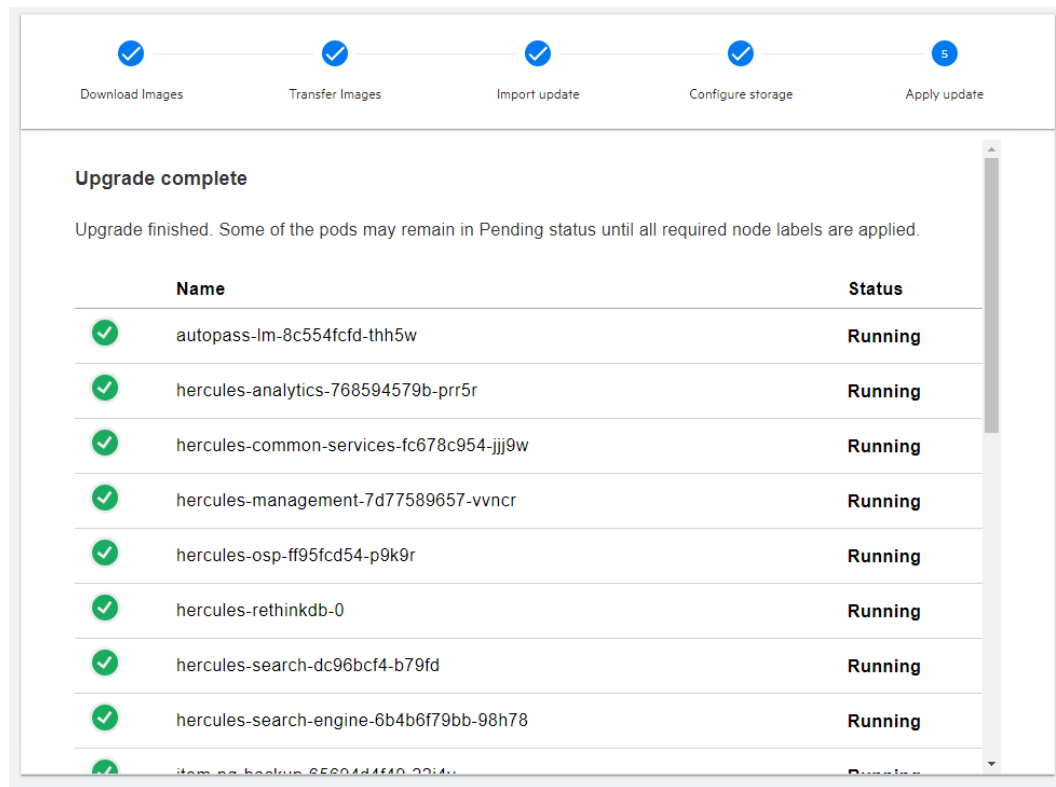 5
Download Images Transfer Images Import update Configure storage Apply update
Upgrade complete
Upgrade finished. Some of the pods may remain in Pending status until all required node labels are applied.
Name Status
autopass-lm-8c554fcfd-thh5w Running
hercules-analytics-768594579b-prr5r Running
hercules-common-services-fc678c954-jjj9w Running
hercules-management-7d77589657-vvncr Running
hercules-osp-ff95fcd54-p9k9r Running
hercules-rethinkdb-0 Running
hercules-search-dc96bcf4-b79fd Running
hercules-search-engine-6b4b6f79bb-98h78 Running
Running